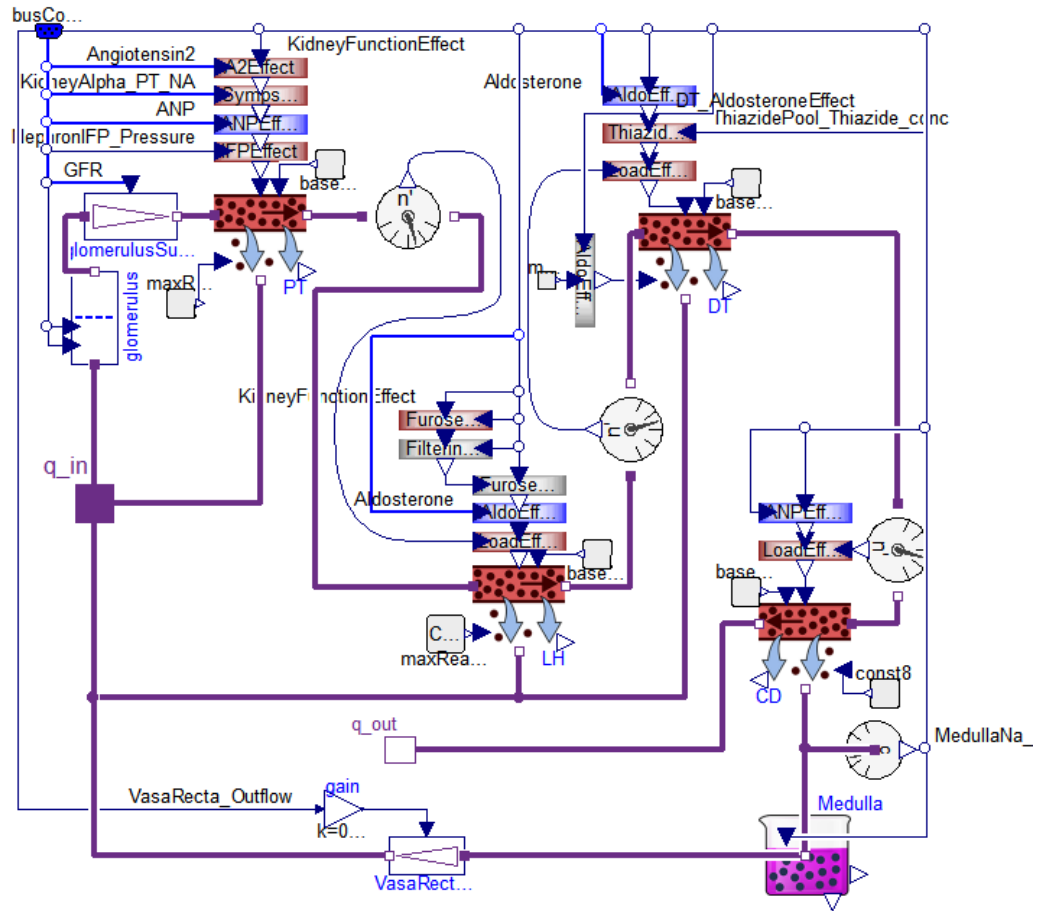 busCo...
KidneyFunctionEffect
Angiotensin2
A2Effect
Aldosterone
KidneyAlpha_PT_NA
Symps...
AldoEff...
DT_AldosteroneEffect
ANP
ANPEff...
ThiazidePool_Thiazide_conc
Thiazid...
NephronIFP_Pressure
IFPEffect
LoadEff...
GFR
base...
base...
n'
glomerulusSu...
PT
maxR...
m...
AldoEff...
DT
glomerulus
KidneyFunctionEffect
Furose...
n'
Filterin...
q_in
Aldosterone
Furose...
AldoEff...
ANPEff...
LoadEff...
LoadEff...
n'
base...
base...
C...
maxRea...
LH
CD
const8
q_out
c
MedullaNa_
VasaRecta_Outflow
gain
k=0...
Medulla
VasaRect...